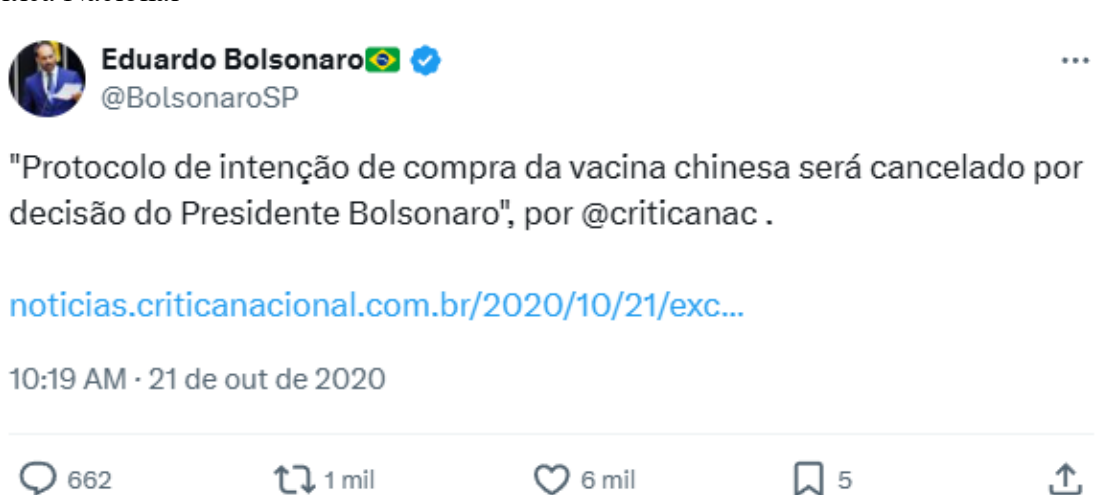 Eduardo Bolsonaro
@BolsonaroSP
"Protocolo de intenção de compra da vacina chinesa será cancelado por
decisão do Presidente Bolsonaro", por @criticanac .
noticias.criticanacional.com.br/2020/10/21/exc...
10:19 AM · 21 de out de 2020
662 1 mil 6 mil 5